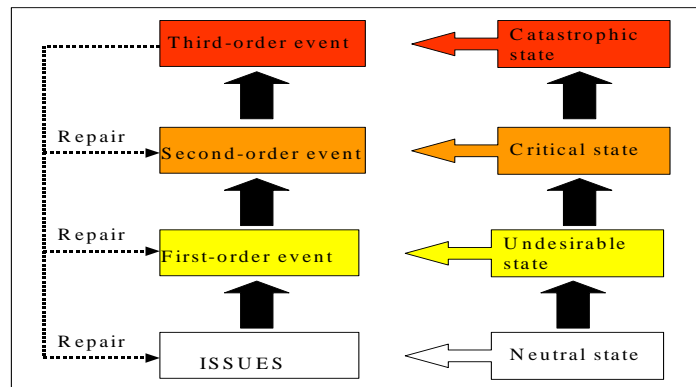 Third-order event
Catastrophic
state
Repair
Second-order event
Critical state
Repair
First-order event
Undesirable
state
Repair
ISSUES
Neutral state